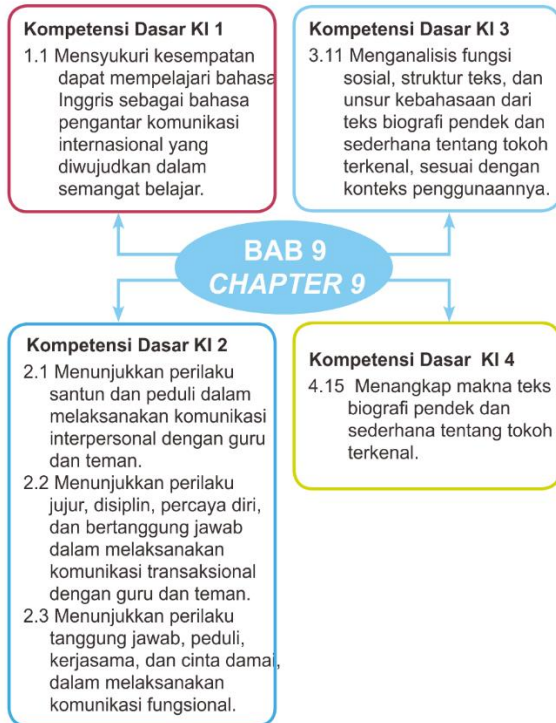 Kompetensi Dasar KI 1
1.1 Mensyukuri kesempatan
dapat mempelajari bahasa
Inggris sebagai bahasa
pengantar komunikasi
internasional yang
diwujudkan dalam
semangat belajar.
Kompetensi Dasar KI 3
3.11 Menganalisis fungsi
sosial, struktur teks, dan
unsur kebahasaan dari
teks biografi pendek dan
sederhana tentang tokoh
terkenal, sesuai dengan
konteks penggunaannya.
BAB 9
CHAPTER 9
Kompetensi Dasar KI 2
2.1 Menunjukkan perilaku
santun dan peduli dalam
melaksanakan komunikasi
interpersonal dengan guru
dan teman.
2.2 Menunjukkan perilaku
jujur, disiplin, percaya diri,
dan bertanggung jawab
dalam melaksanakan
komunikasi transaksional
dengan guru dan teman.
2.3 Menunjukkan perilaku
tanggung jawab, peduli,
kerjasama, dan cinta damai,
dalam melaksanakan
komunikasi fungsional.
Kompetensi Dasar KI 4
4.15 Menangkap makna teks
biografi pendek dan
sederhana tentang tokoh
terkenal.